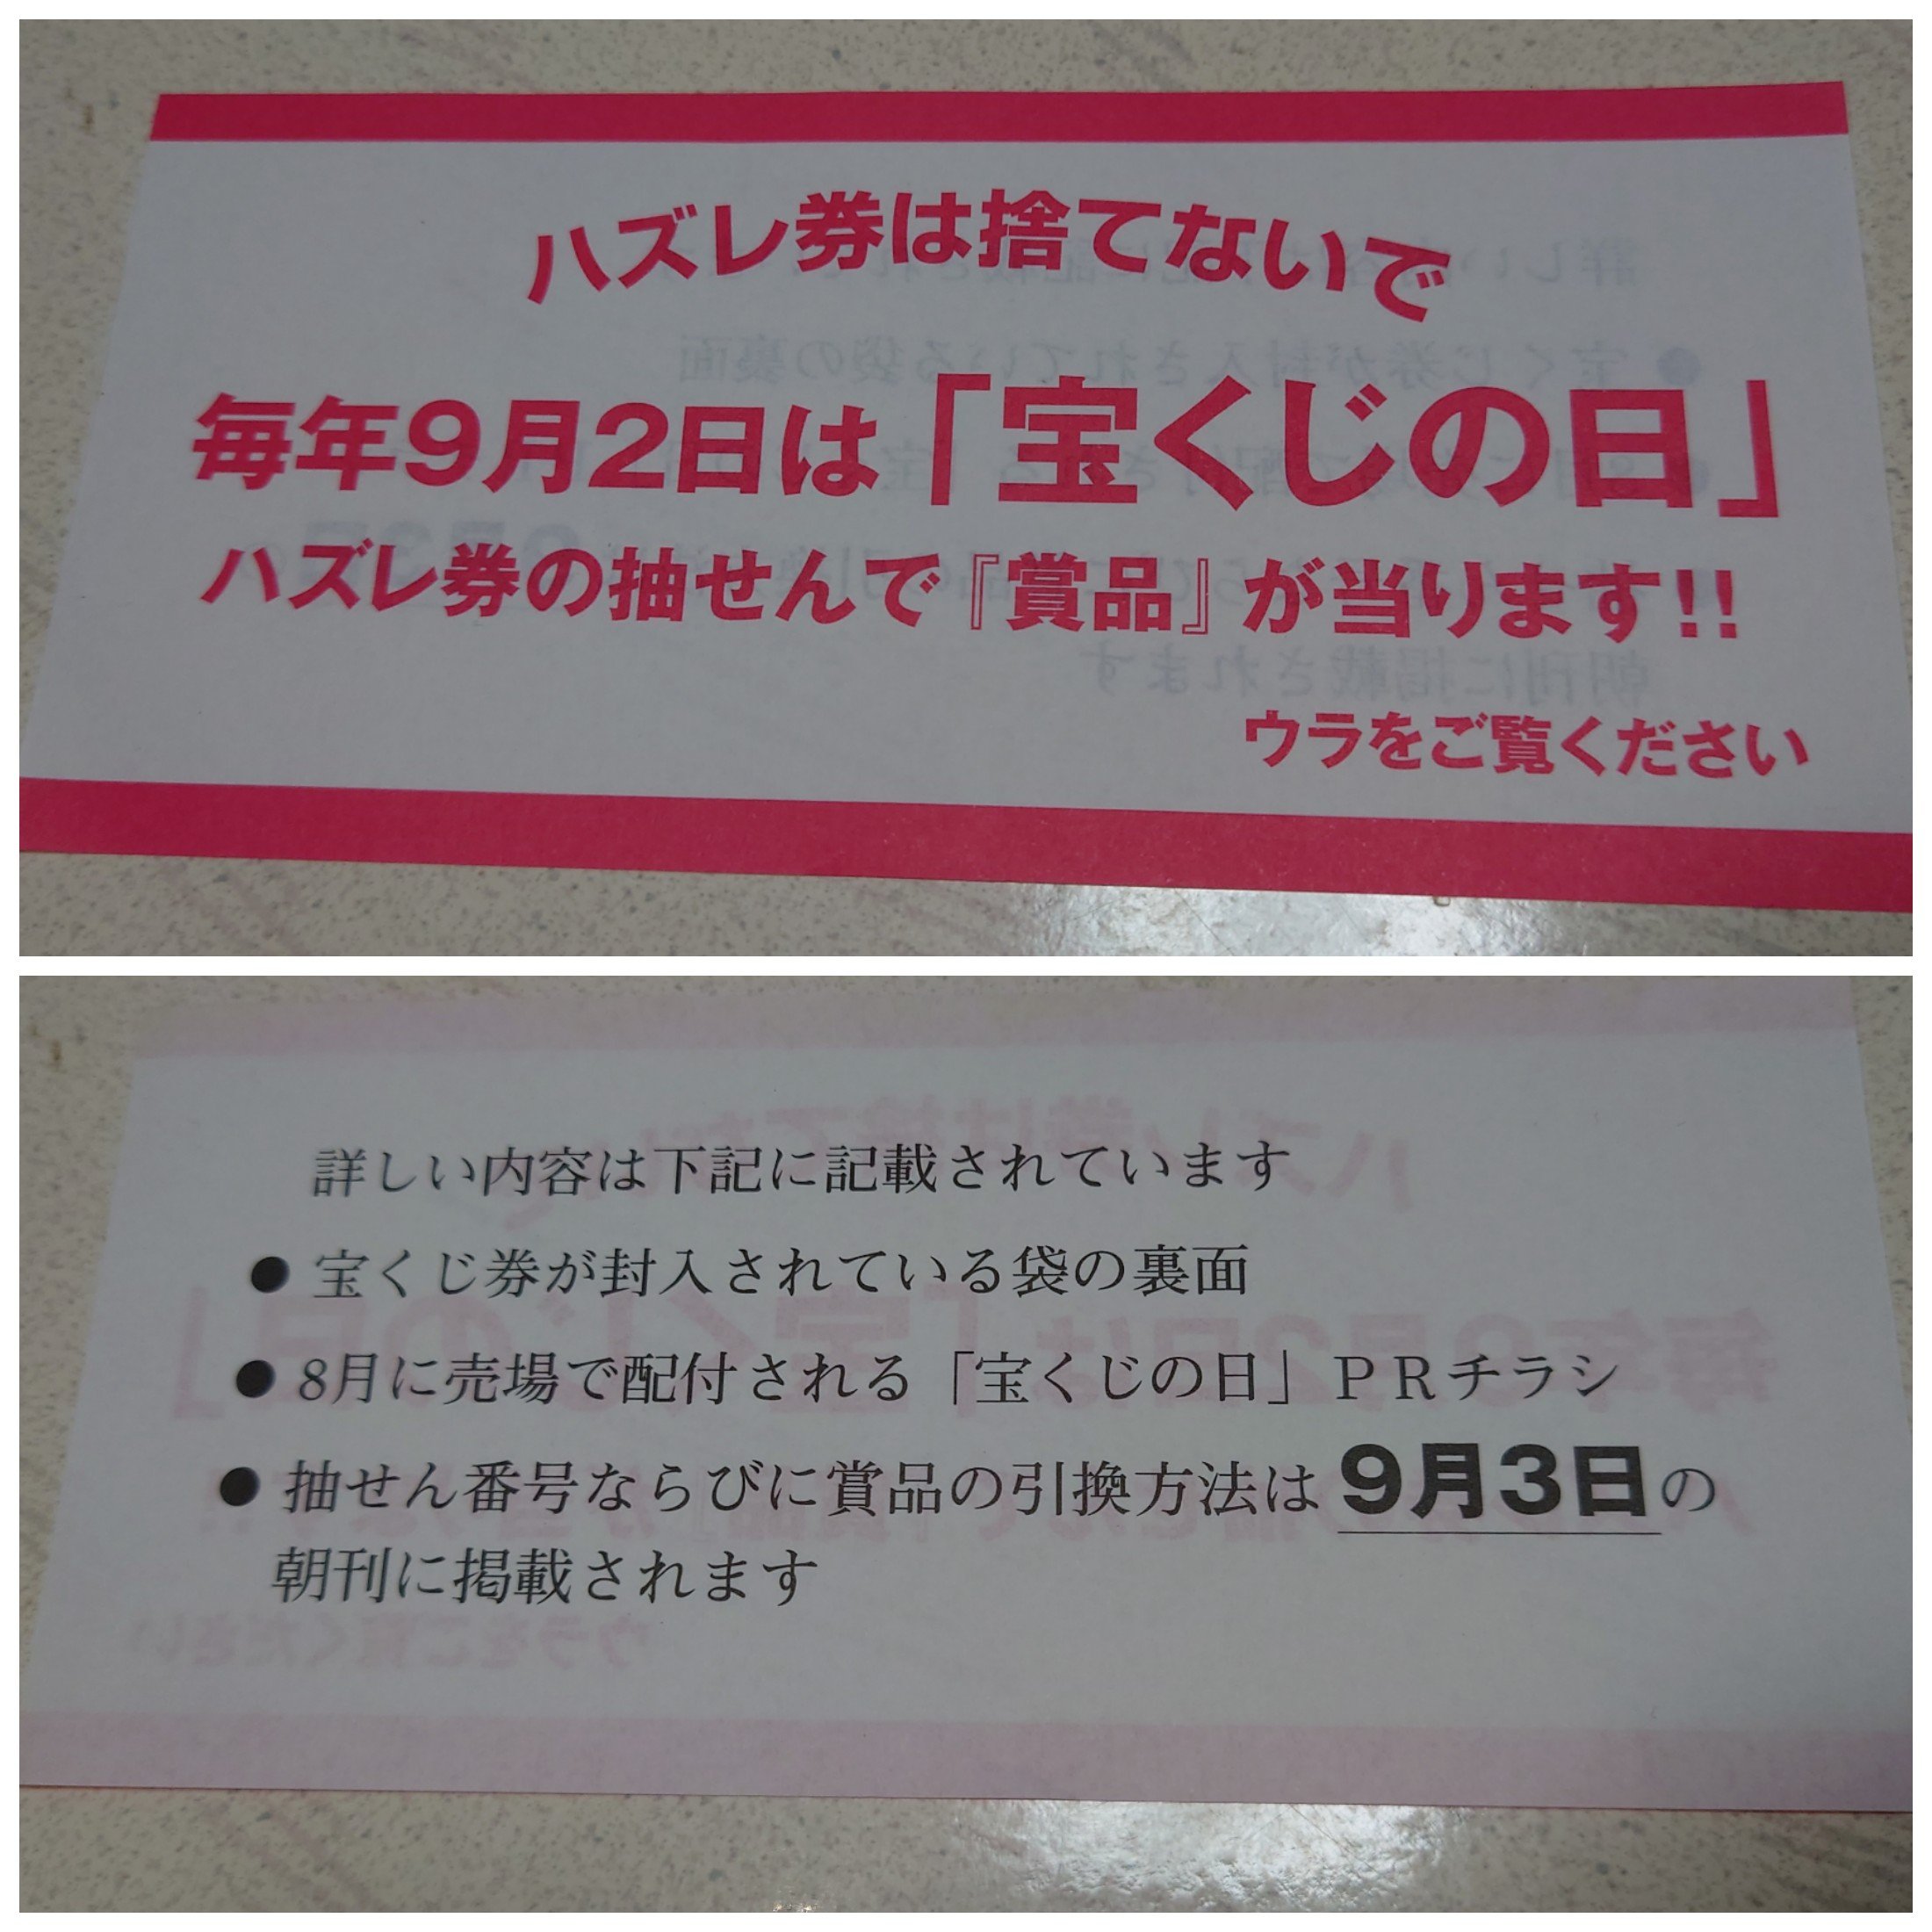 ハズレ券は捨てないで
毎年9月2日は「宝くじの日」
ハズレ券の抽せんで『賞品』が当ります!!
ウラをご覧ください
詳しい内容は下記に記載されています
● 宝くじ券が封入されている袋の裏面
● 8月に売場で配付される「宝くじの日」ＰＲチラシ
● 抽せん番号ならびに賞品の引換方法は 9月3日の
朝刊に掲載されます